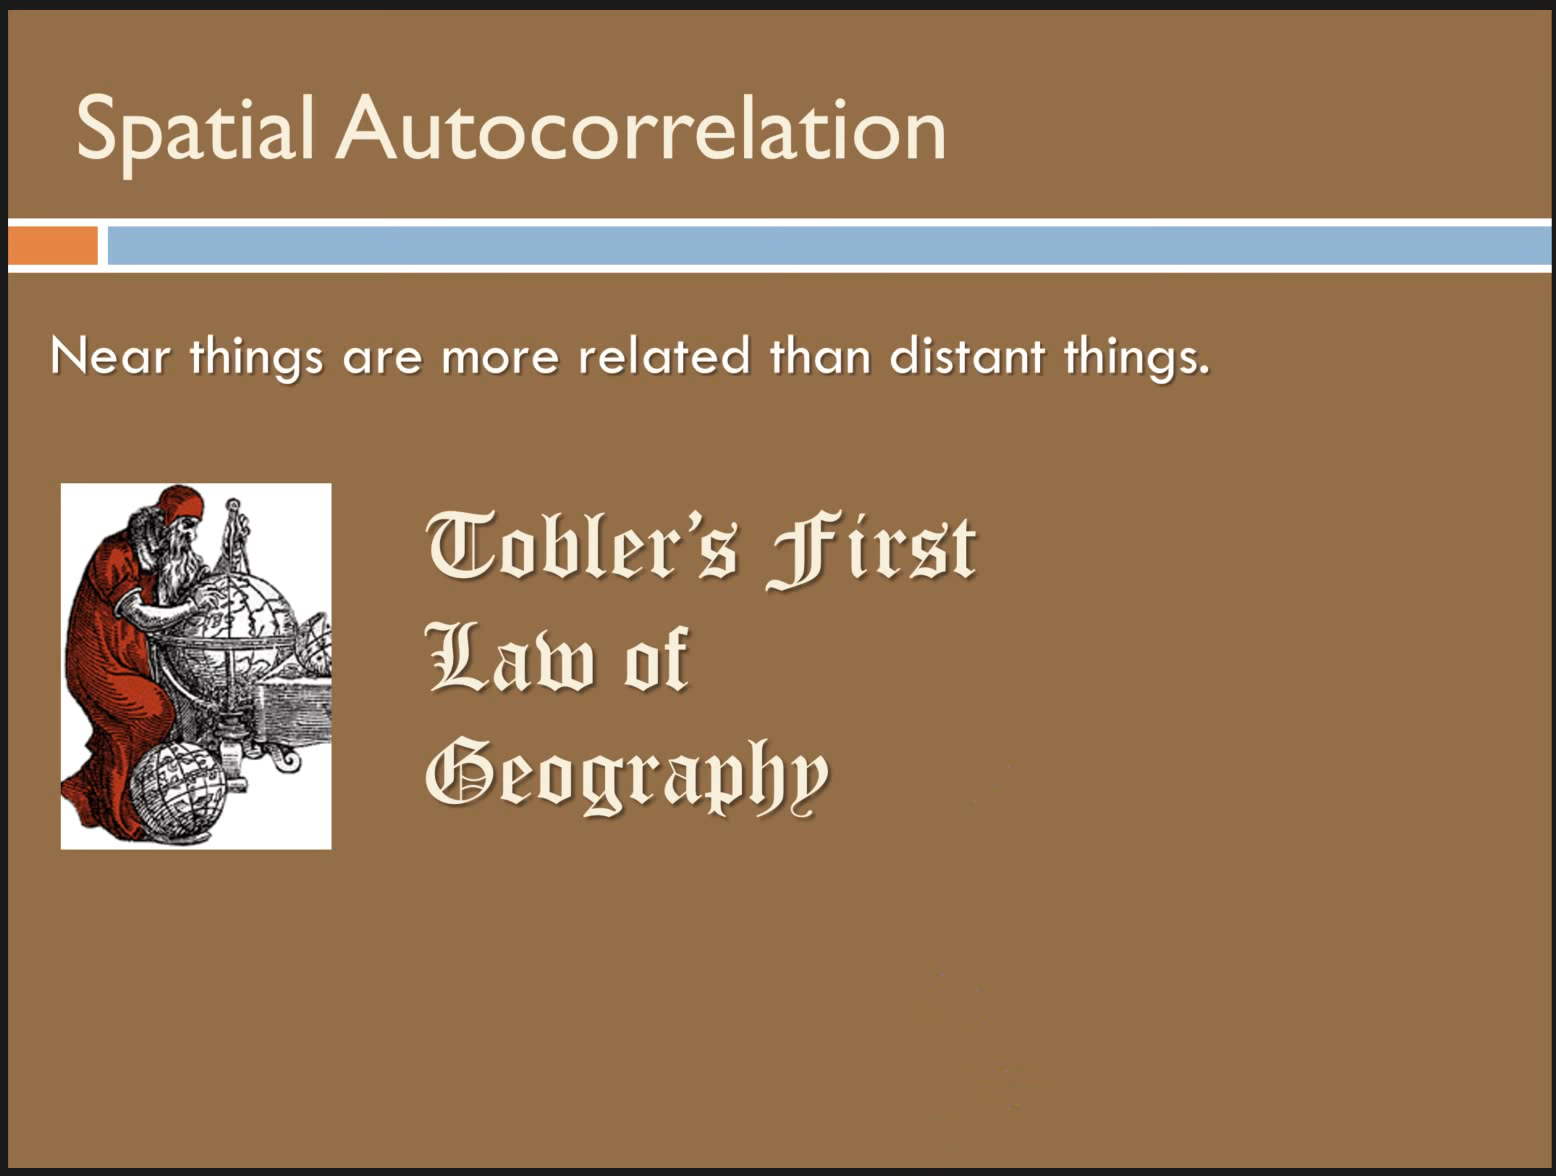 Spatial Autocorrelation
Near things are more related than distant things.
Tobler’s First
Law of
Geography